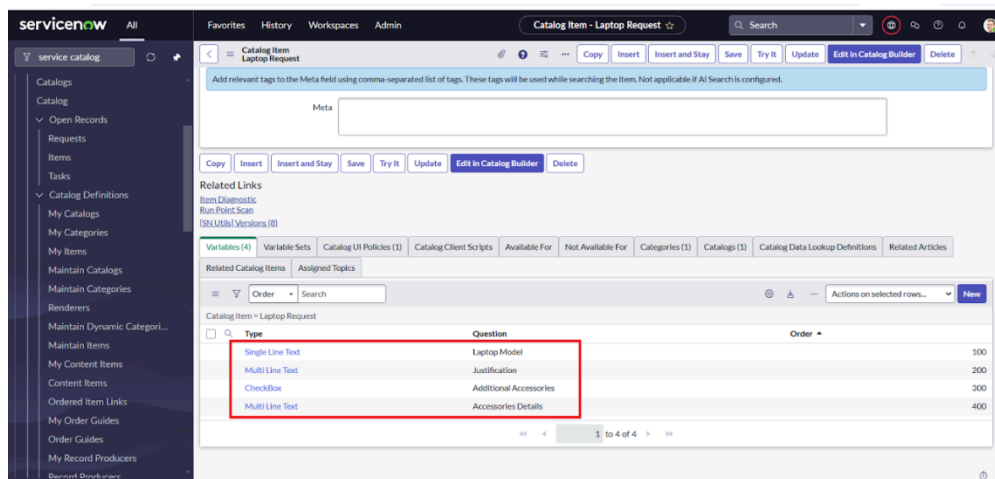 servicenow All Favorites History Workspaces Admin Catalog Item - Laptop Request Search
service catalog
Catalogs
Catalog
Open Records
Requests
Items
Tasks
Catalog Definitions
My Catalogs
My Categories
My Items
Maintain Catalogs
Maintain Categories
Renderers
Maintain Dynamic Categori...
Maintain Items
My Content Items
Content Items
Ordered Item Links
My Order Guides
Order Guides
My Record Producers
Record Producers
Catalog Item
Laptop Request
Copy Insert Insert and Stay Save Try It Update Edit in Catalog Builder Delete
Add relevant tags to the Meta field using comma-separated list of tags. These tags will be used while searching the item. Not applicable if AI Search is configured.
Meta
Copy Insert Insert and Stay Save Try It Update Edit in Catalog Builder Delete
Related Links
Item Diagnostic
Run Point Scan
[SN Utils] Versions (8)
Variables (4) Variable Sets Catalog UI Policies (1) Catalog Client Scripts Available For Not Available For Categories (1) Catalogs (1) Catalog Data Lookup Definitions Related Articles
Related Catalog Items Assigned Topics
Order Search Actions on selected rows... New
Catalog item = Laptop Request
Type Question Order
Single Line Text Laptop Model 100
Multi Line Text Justification 200
CheckBox Additional Accessories 300
Multi Line Text Accessories Details 400
1 to 4 of 4